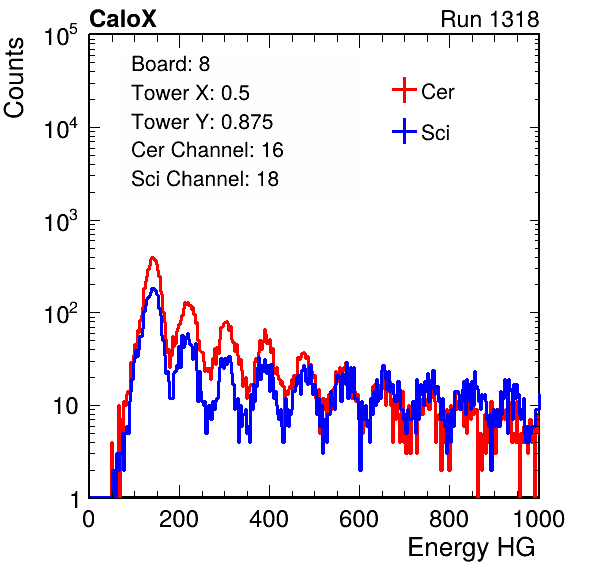 CaloX Run 1318
Board: 8
Tower X: 0.5
Tower Y: 0.875
Cer Channel: 16
Sci Channel: 18
Cer
Sci
Counts
10^5
10^4
10^3
10^2
10
1
0 200 400 600 800 1000
Energy HG